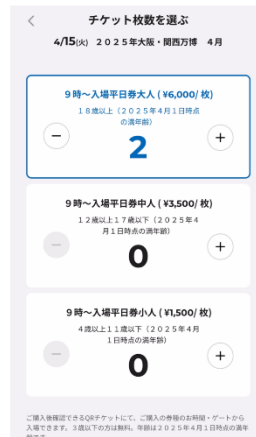 チケット枚数を選ぶ
4/15(火) 2025年大阪・関西万博 4月
9時～入場平日券大人 ( ¥6,000/ 枚)
18歳以上（2025年4月1日時点
の満年齢）
2
9時～入場平日券中人 ( ¥3,500/ 枚)
12歳以上17歳以下（2025年4
月1日時点の満年齢）
0
9時～入場平日券小人 ( ¥1,500/ 枚)
4歳以上11歳以下（2025年4月
1日時点の満年齢）
0
ご購入後確認できるQRチケットにて、ご購入の券種のお時間・ゲートから
入場できます。3歳以下の方は無料。年齢は2025年4月1日時点の満年